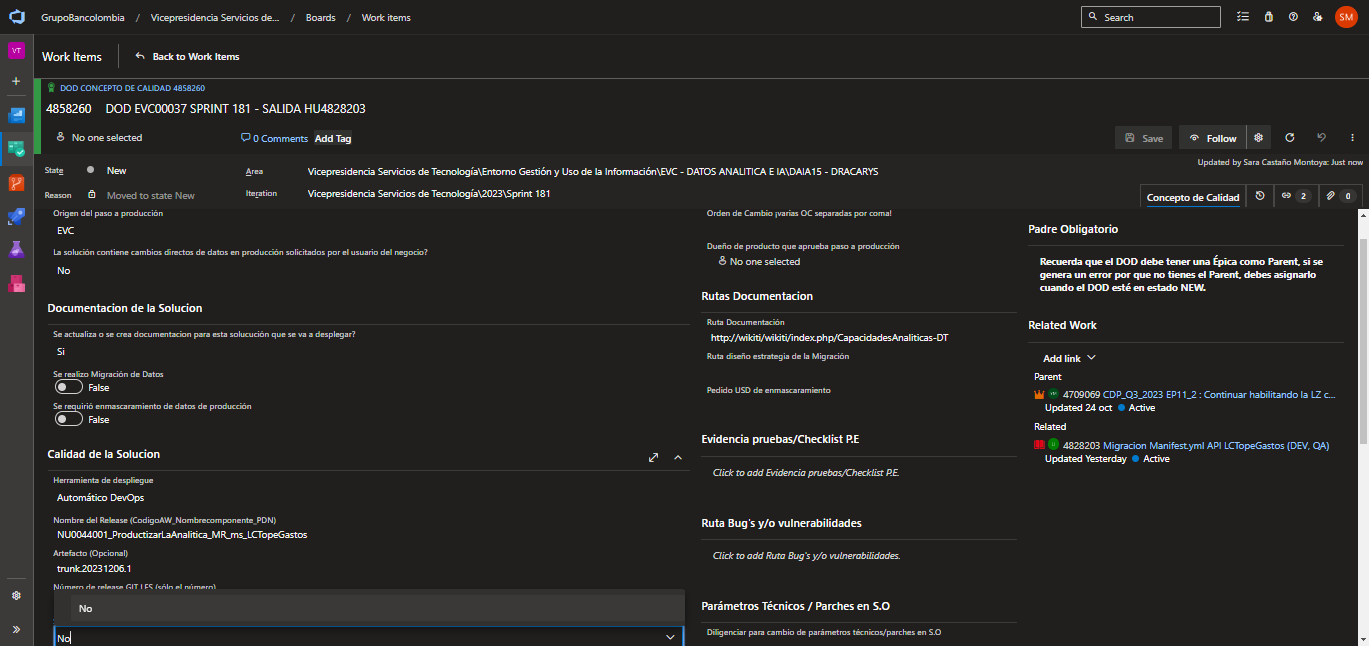 GrupoBancolombia / Vicepresidencia Servicios de... / Boards / Work items
Search
SM
VT
Work Items
Back to Work Items
DOD CONCEPTO DE CALIDAD 4858260
4858260 DOD EVC00037 SPRINT 181 - SALIDA HU4828203
No one selected
0 Comments
Add Tag
Save
Follow
Updated by Sara Castaño Montoya: Just now
State
New
Area
Vicepresidencia Servicios de Tecnología\Entorno Gestión y Uso de la Información\EVC - DATOS ANALITICA E IA\DAIA15 - DRACARYS
Reason
Moved to state New
Iteration
Vicepresidencia Servicios de Tecnología\2023\Sprint 181
Concepto de Calidad
2
0
Origen del paso a producción
EVC
La solución contiene cambios directos de datos en producción solicitados por el usuario del negocio?
No
Documentacion de la Solucion
Se actualiza o se crea documentacion para esta solucución que se va a desplegar?
Si
Se realizo Migración de Datos
False
Se requirió enmascaramiento de datos de producción
False
Calidad de la Solucion
Herramienta de despliegue
Automático DevOps
Nombre del Release (CodigoAW_Nombrecomponente_PDN)
NU0044001_ProductizarLaAnalitica_MR_ms_LCTopeGastos
Artefacto (Opcional)
trunk.20231206.1
Número de release GIT LFS (sólo el número)
No
No
Orden de Cambio ¡varias OC separadas por coma!
Dueño de producto que aprueba paso a producción
No one selected
Rutas Documentacion
Ruta Documentación
http://wikiti/wikiti/index.php/CapacidadesAnaliticas-DT
Ruta diseño estrategia de la Migración
Pedido USD de enmascaramiento
Evidencia pruebas/Checklist P.E
Click to add Evidencia pruebas/Checklist P.E.
Ruta Bug's y/o vulnerabilidades
Click to add Ruta Bug's y/o vulnerabilidades.
Parámetros Técnicos / Parches en S.O
Diligenciar para cambio de parámetros técnicos/parches en S.O
Padre Obligatorio
Recuerda que el DOD debe tener una Épica como Parent, si se
genera un error por que no tienes el Parent, debes asignarlo
cuando el DOD esté en estado NEW.
Related Work
Add link
Parent
4709069 CDP_Q3_2023 EP11_2 : Continuar habilitando la LZ c...
Updated 24 oct Active
Related
4828203 Migracion Manifest.yml API LCTopeGastos (DEV, QA)
Updated Yesterday Active